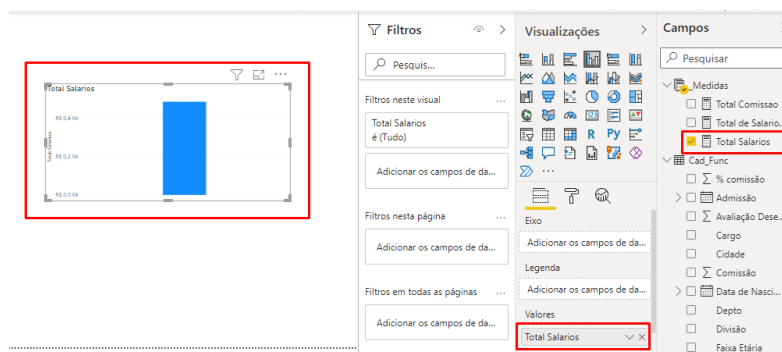 Total Salarios
R$ 0,4 Mi
R$ 0,2 Mi
R$ 0,0 Mi
Total Salarios
Filtros
Pesquis...
Filtros neste visual
Total Salarios
é (Tudo)
Adicionar os campos de da...
Filtros nesta página
Adicionar os campos de da...
Filtros em todas as páginas
Adicionar os campos de da...
Visualizações
R
Py
Eixo
Adicionar os campos de da...
Legenda
Adicionar os campos de da...
Valores
Total Salarios
Campos
Pesquisar
_Medidas
Total Comissao
Total de Salario...
Total Salarios
Cad_Func
% comissão
Admissão
Avaliação Dese...
Cargo
Cidade
Comissão
Data de Nasci...
Depto
Divisão
Faixa Etária